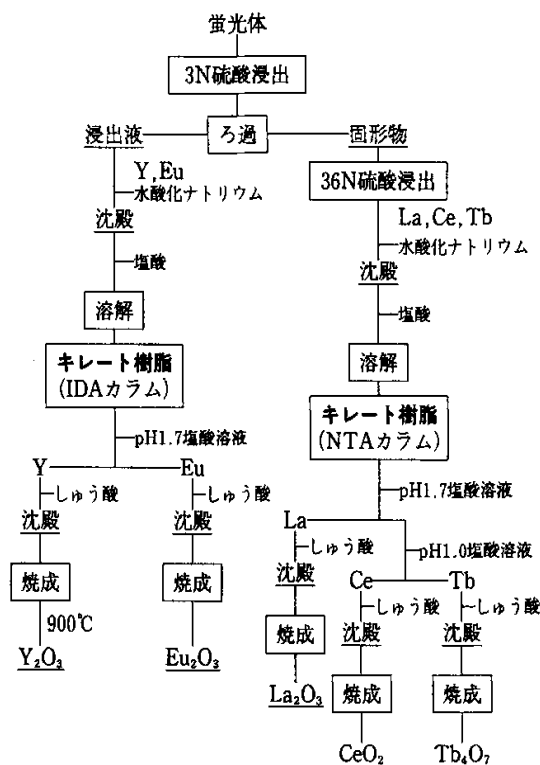 蛍光体
3N硫酸浸出
浸出液
ろ過
固形物
Y,Eu
水酸化ナトリウム
沈殿
塩酸
溶解
キレート樹脂
(IDAカラム)
pH1.7塩酸溶液
Y
Eu
しゅう酸
しゅう酸
沈殿
沈殿
焼成
焼成
900℃
Y₂O₃
Eu₂O₃
36N硫酸浸出
La,Ce,Tb
水酸化ナトリウム
沈殿
塩酸
溶解
キレート樹脂
(NTAカラム)
pH1.7塩酸溶液
La
しゅう酸
沈殿
焼成
La₂O₃
pH1.0塩酸溶液
Ce
Tb
しゅう酸
しゅう酸
沈殿
沈殿
焼成
焼成
CeO₂
Tb₄O₇